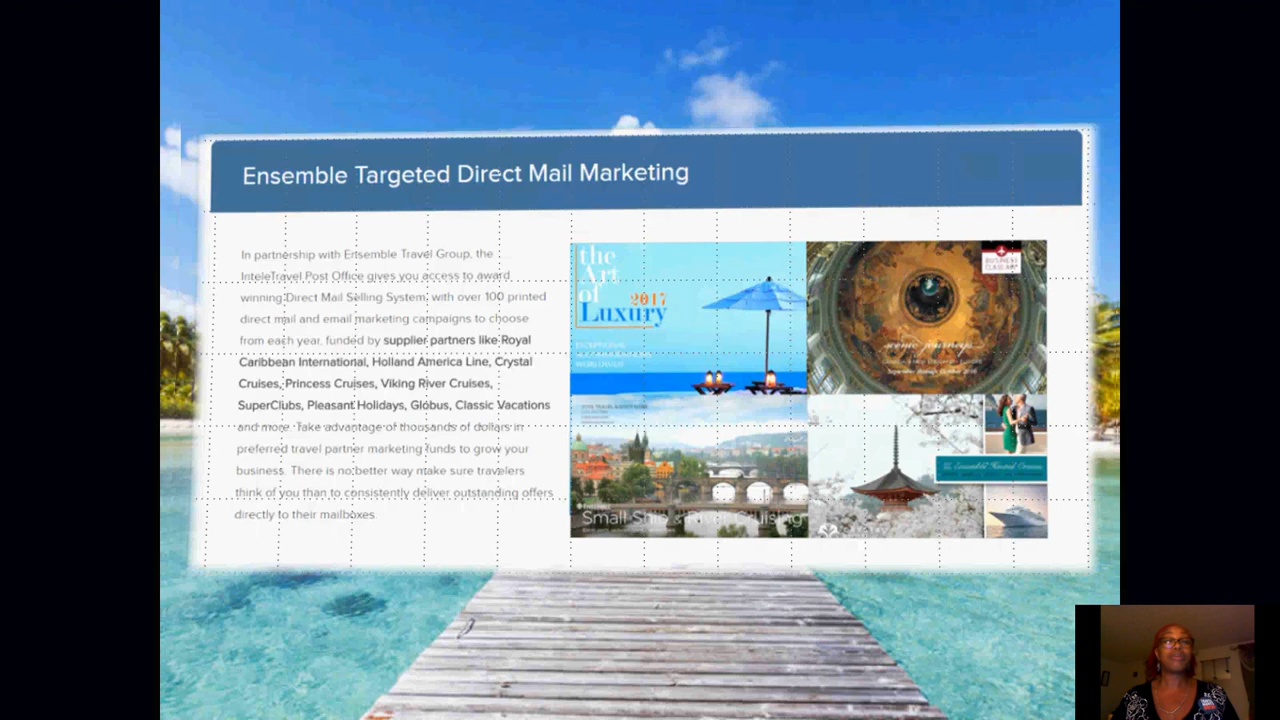 Ensemble Targeted Direct Mail Marketing
In partnership with Ensemble Travel Group, the
InteleTravel Post Office gives you access to award
winning Direct Mail Selling System, with over 100 printed
direct mail and email marketing campaigns to choose
from each year, funded by supplier partners like Royal
Caribbean International, Holland America Line, Crystal
Cruises, Princess Cruises, Viking River Cruises,
SuperClubs, Pleasant Holidays, Globus, Classic Vacations
and more. Take advantage of thousands of dollars in
preferred travel partner marketing funds to grow your
business. There is no better way make sure travelers
think of you than to consistently deliver outstanding offers
directly to their mailboxes.
the
Art
of
2017
Luxury
EXCEPTIONAL
WORLDWIDE
scenic journeys
Small Ship & River Cruising